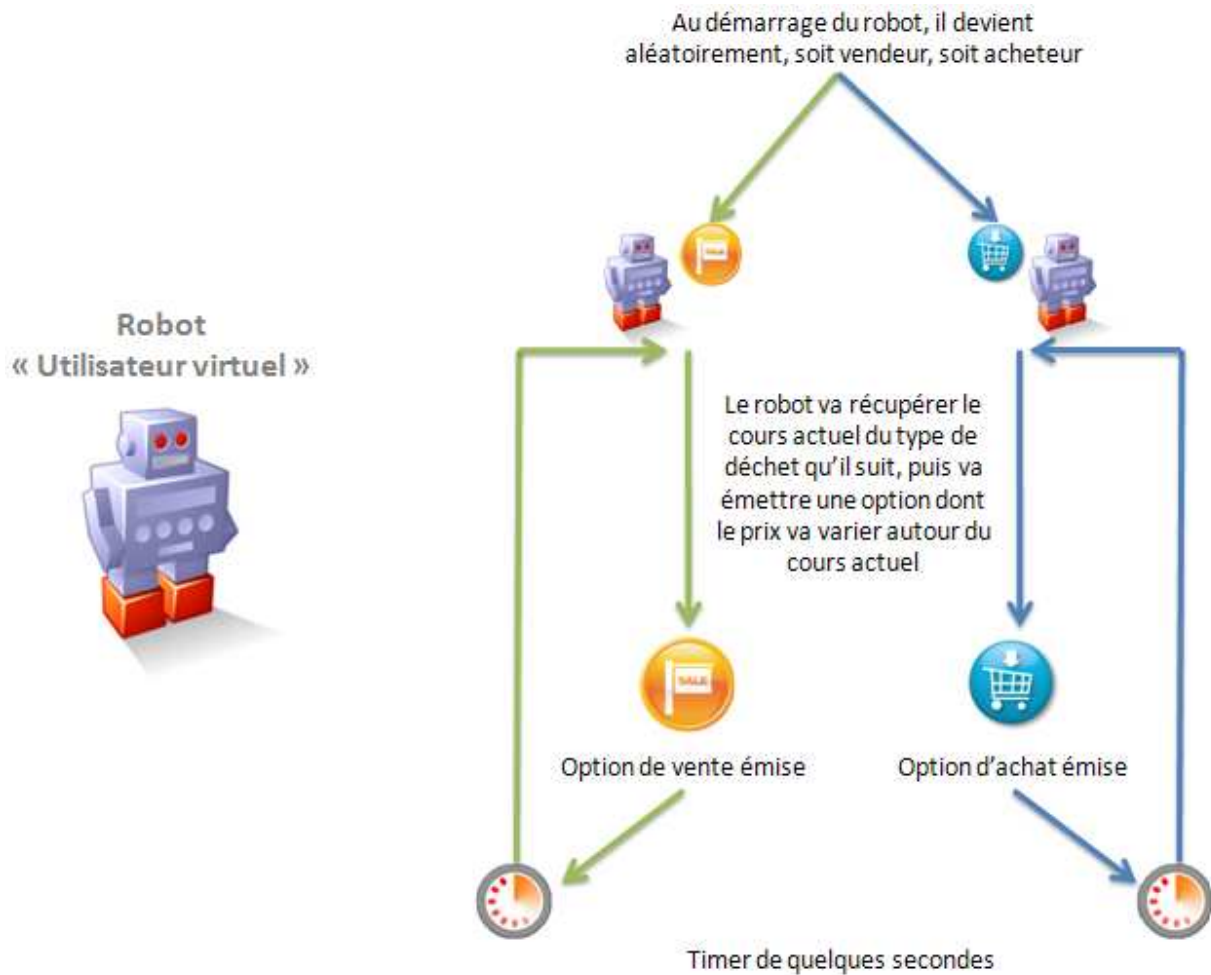 Au démarrage du robot, il devient
aléatoirement, soit vendeur, soit acheteur
SALE
Robot
« Utilisateur virtuel »
Le robot va récupérer le
cours actuel du type de
déchet qu'il suit, puis va
émettre une option dont
le prix va varier autour du
cours actuel
SALE
Option de vente émise
Option d'achat émise
Timer de quelques secondes